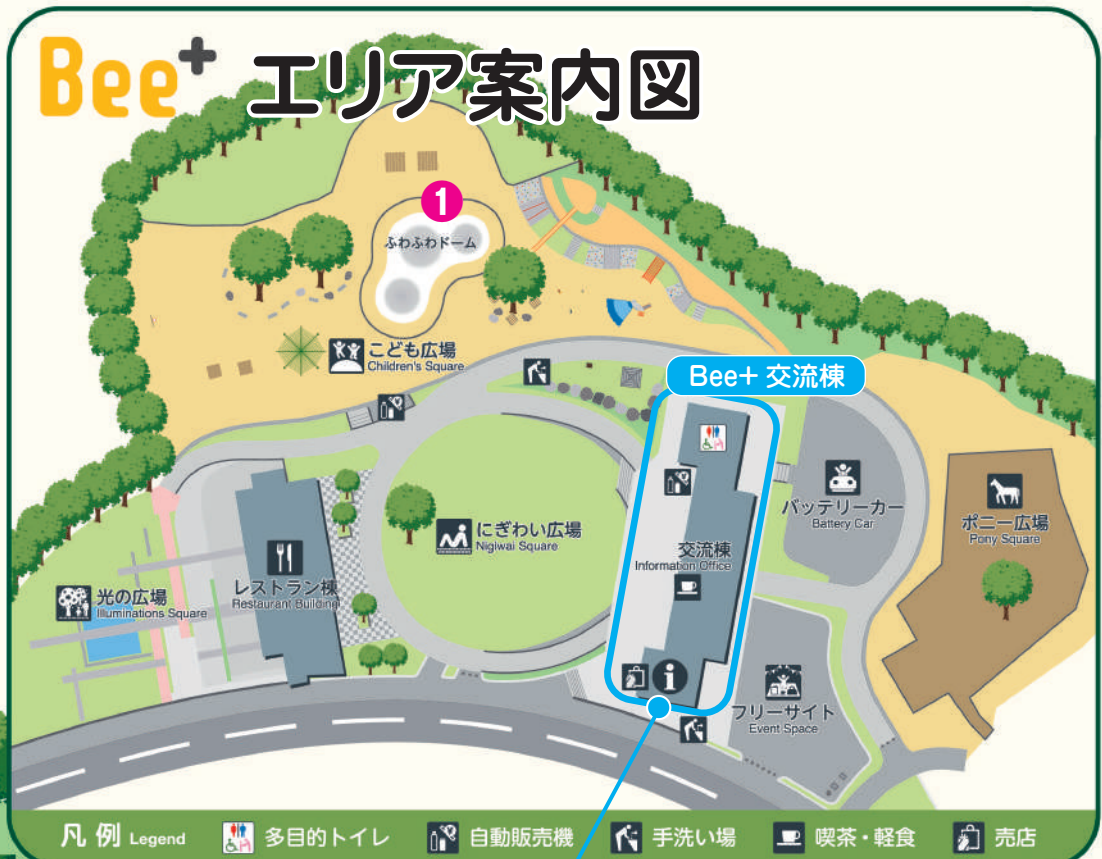 Bee+ エリア案内図
1
ふわふわドーム
こども広場
Children's Square
Bee+ 交流棟
バッテリーカー
Battery Car
ポニー広場
Pony Square
にぎわい広場
Nigiwai Square
交流棟
Information Office
レストラン棟
Restaurant Building
光の広場
Illuminations Square
i
フリーサイト
Event Space
凡例 Legend 多目的トイレ 自動販売機 手洗い場 喫茶・軽食 売店